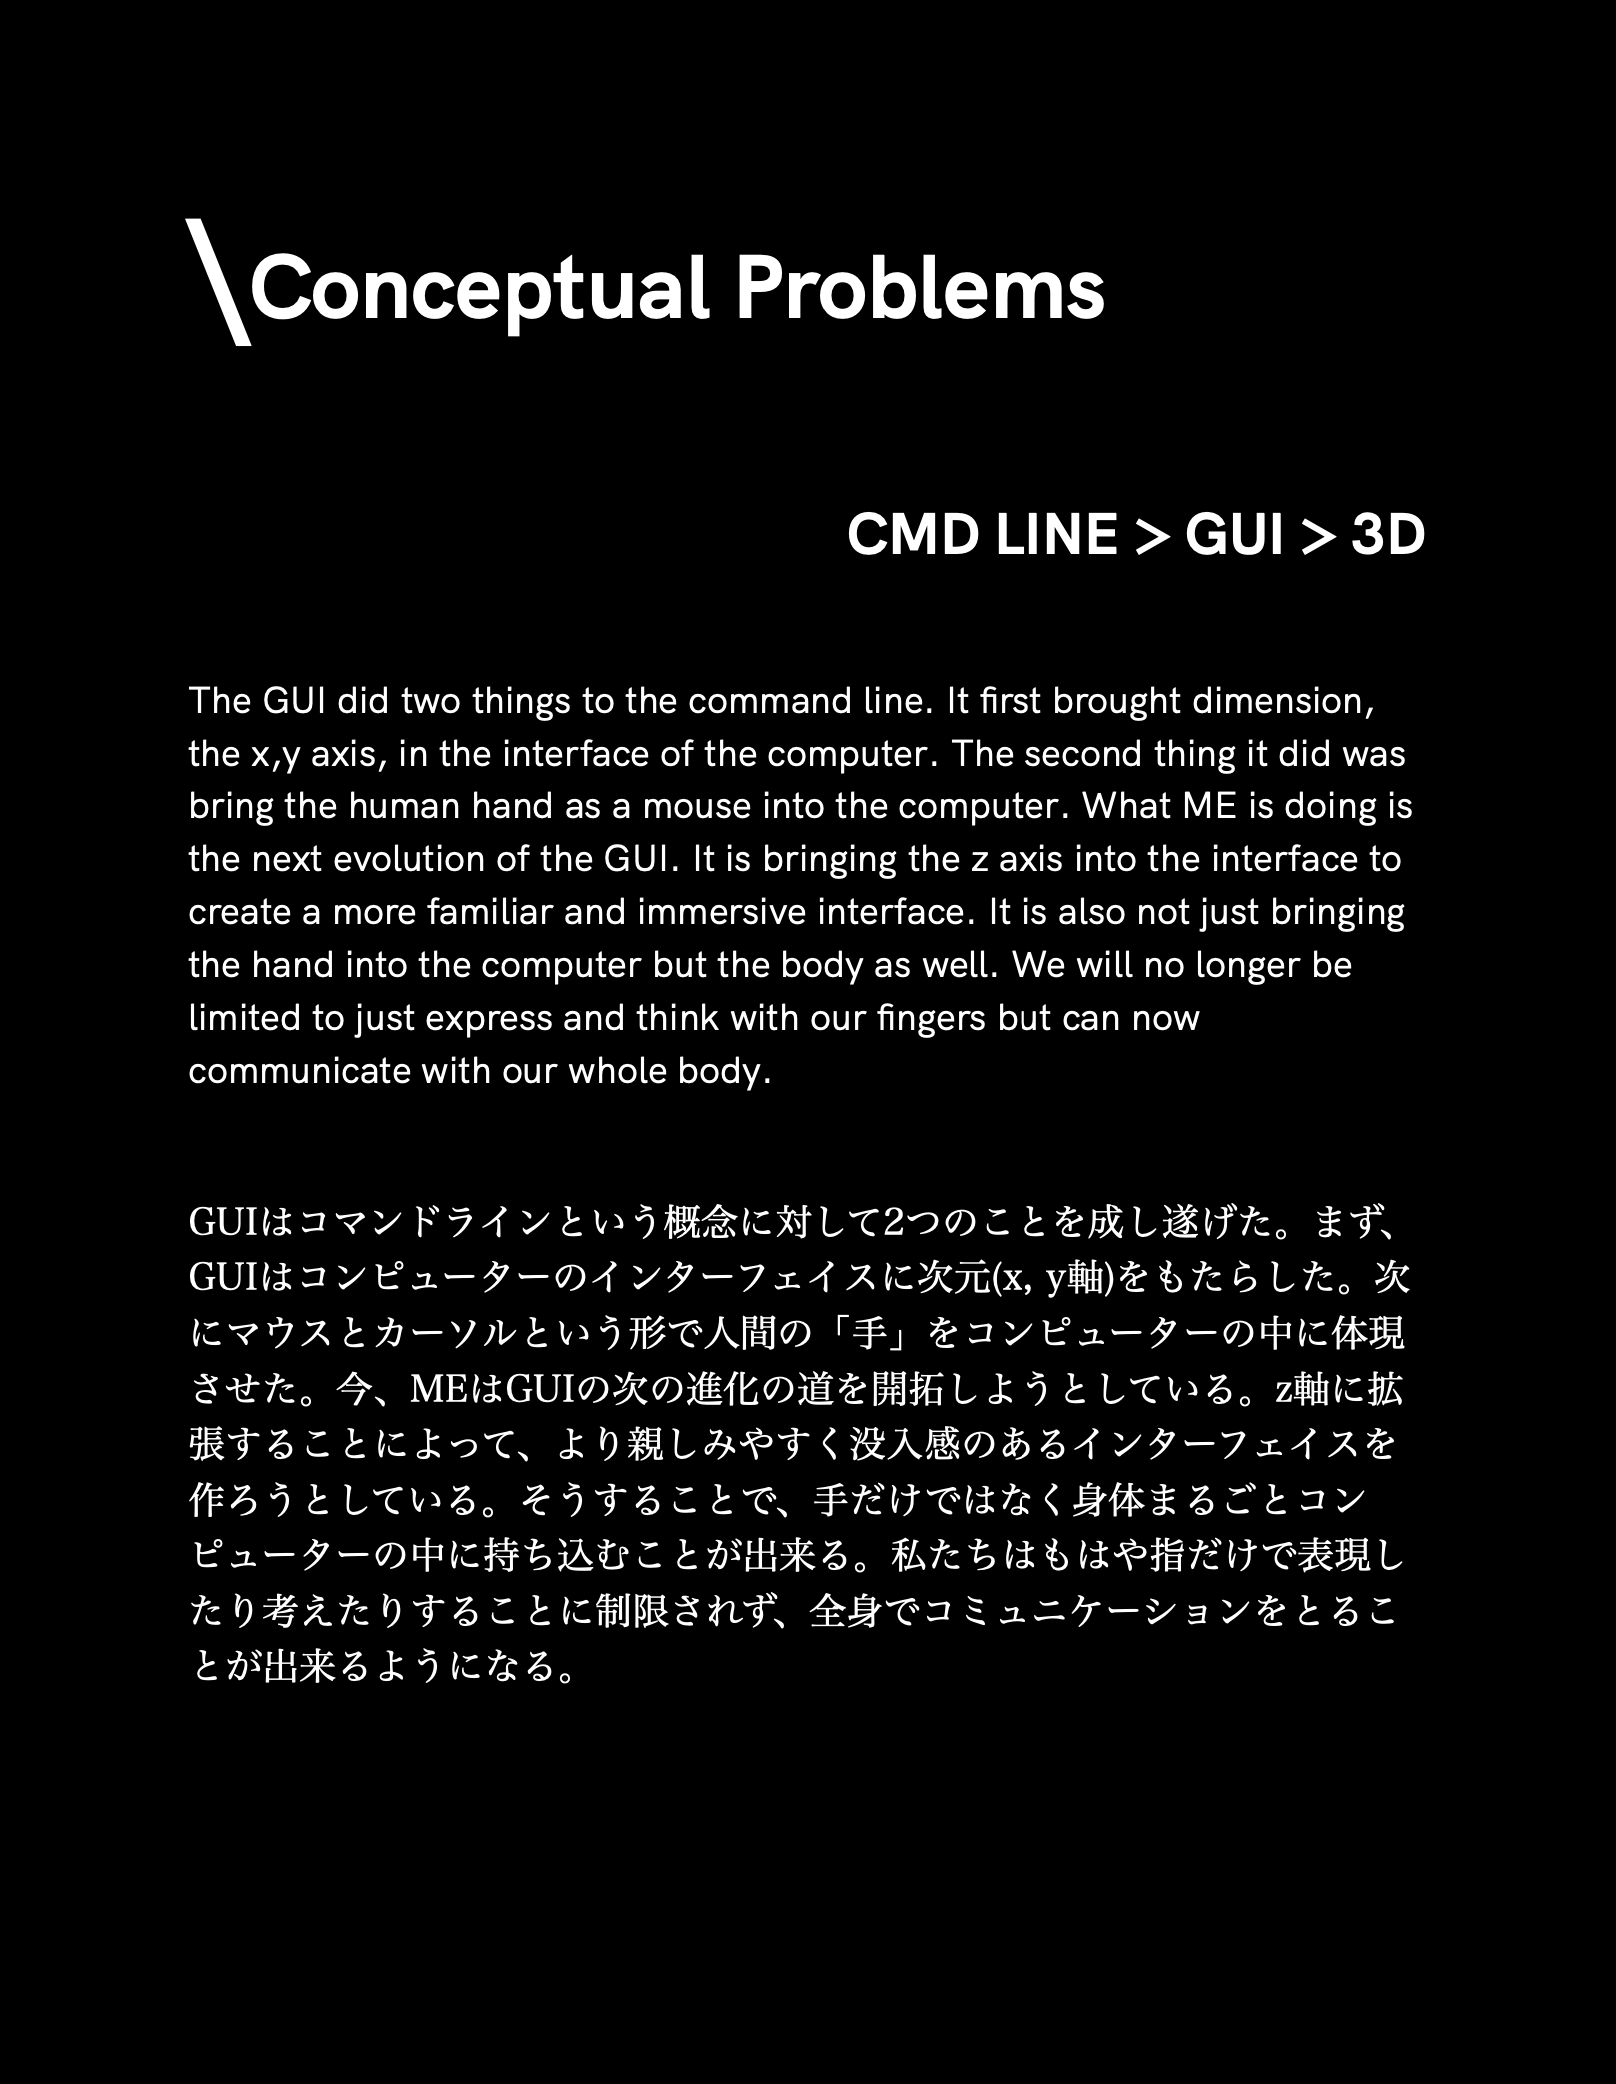 \Conceptual Problems
CMD LINE > GUI > 3D
The GUI did two things to the command line. It first brought dimension,
the x,y axis, in the interface of the computer. The second thing it did was
bring the human hand as a mouse into the computer. What ME is doing is
the next evolution of the GUI. It is bringing the z axis into the interface to
create a more familiar and immersive interface. It is also not just bringing
the hand into the computer but the body as well. We will no longer be
limited to just express and think with our fingers but can now
communicate with our whole body.
GUIはコマンドラインという概念に対して2つのことを成し遂げた。まず、
GUIはコンピューターのインターフェイスに次元(x, y軸)をもたらした。次
にマウスとカーソルという形で人間の「手」をコンピューターの中に体現
させた。今、MEはGUIの次の進化の道を開拓しようとしている。z軸に拡
張することによって、より親しみやすく没入感のあるインターフェイスを
作ろうとしている。そうすることで、手だけではなく身体まるごとコン
ピューターの中に持ち込むことが出来る。私たちはもはや指だけで表現し
たり考えたりすることに制限されず、全身でコミュニケーションをとるこ
とが出来るようになる。